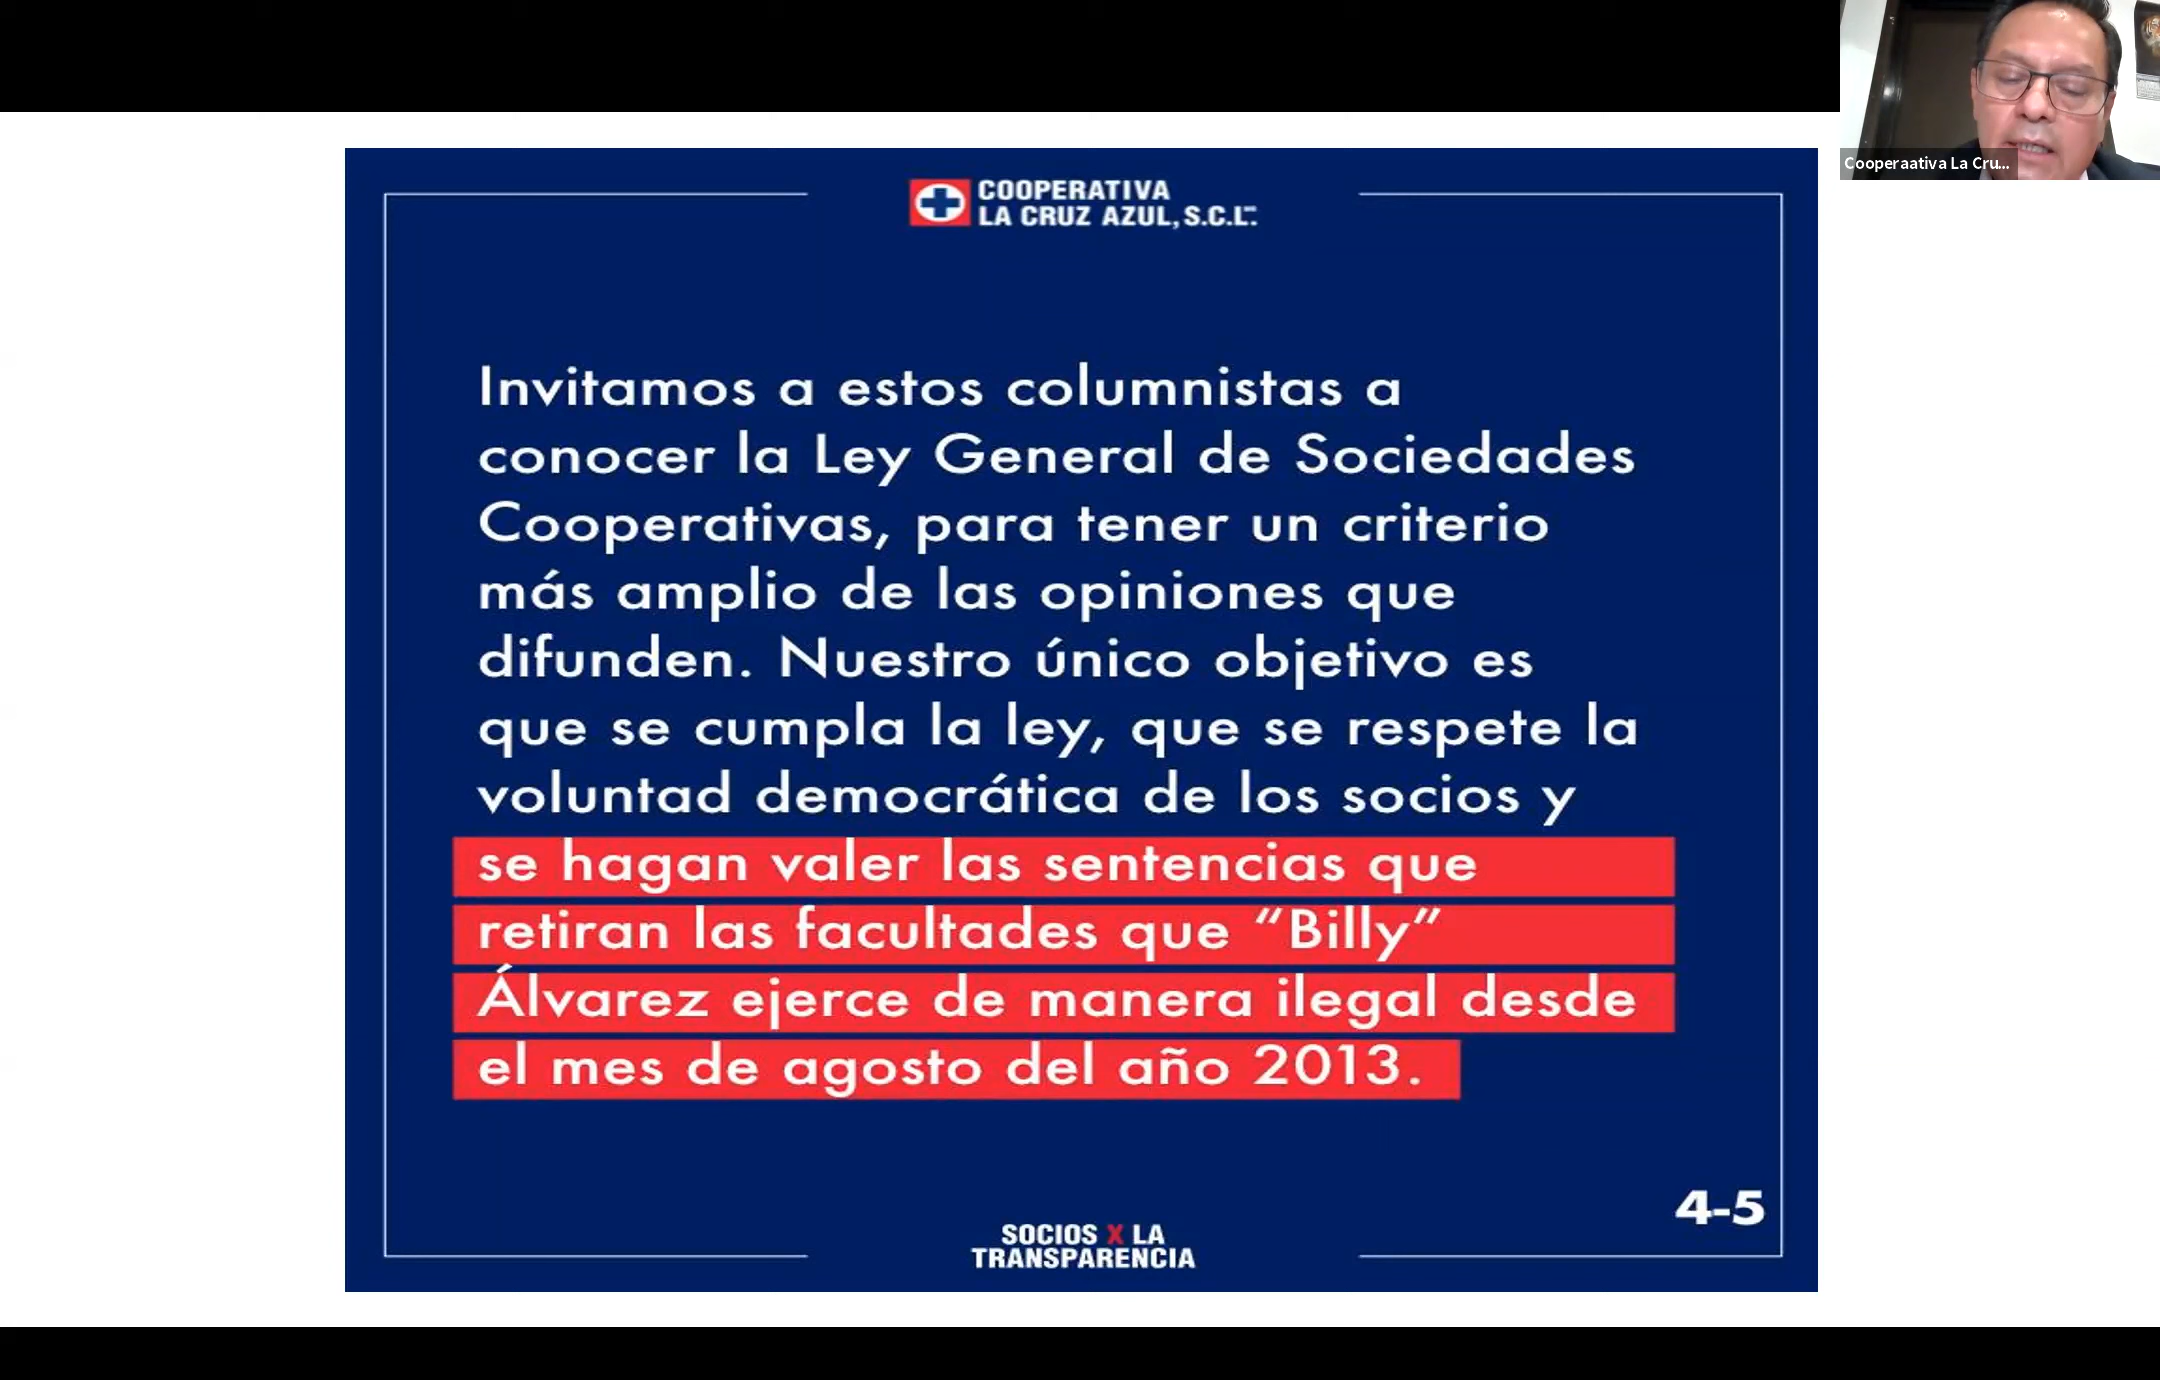 Cooperaativa La Cru...
COOPERATIVA
LA CRUZ AZUL, S.C.L.
Invitamos a estos columnistas a
conocer la Ley General de Sociedades
Cooperativas, para tener un criterio
más amplio de las opiniones que
difunden. Nuestro único objetivo es
que se cumpla la ley, que se respete la
voluntad democrática de los socios y
se hagan valer las sentencias que
retiran las facultades que “Billy”
Álvarez ejerce de manera ilegal desde
el mes de agosto del año 2013.
4-5
SOCIOS X LA
TRANSPARENCIA